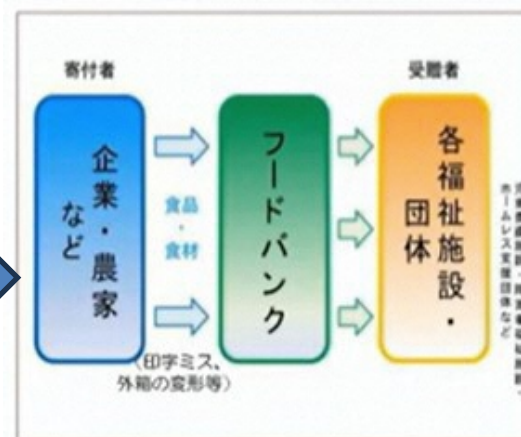 寄付者
企業・農家
など
食品
・
食材
(印字ミス、
外箱の変形等)
フードバンク
受贈者
各福祉施設・
団体
ホームレス支援団体など